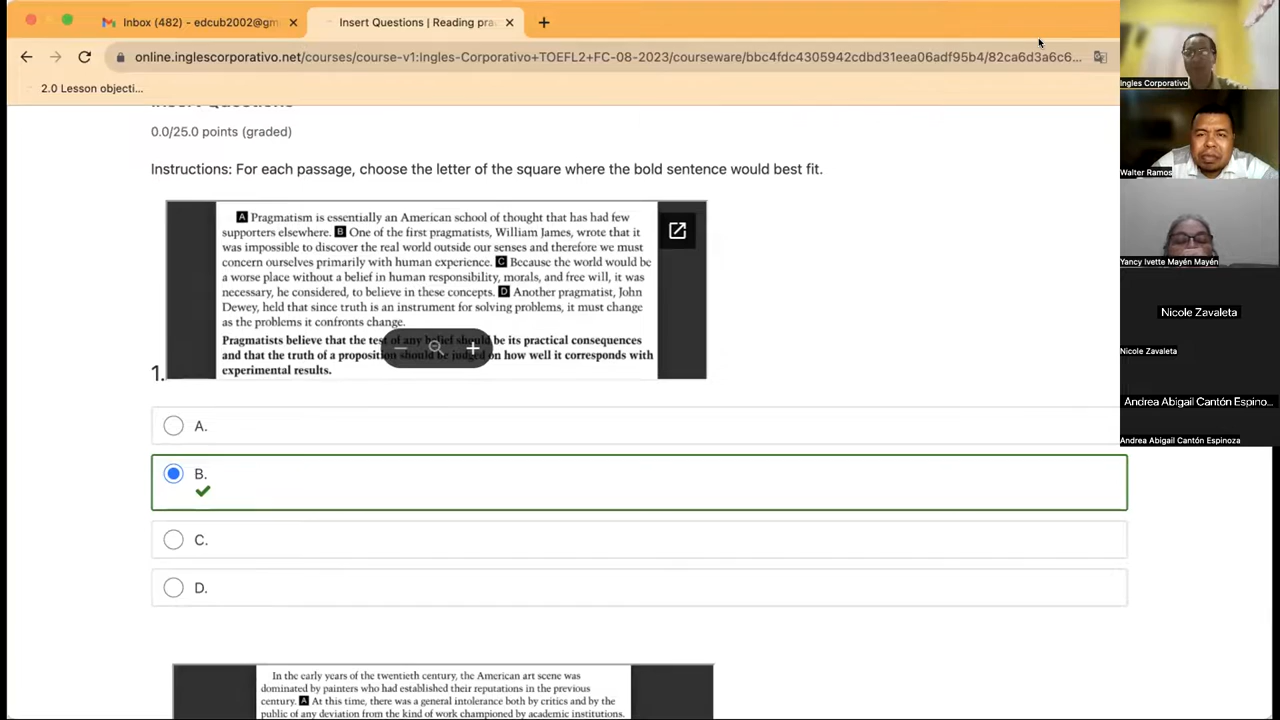 Inbox (482) - edcub2002@gm
Insert Questions | Reading pra
online.inglescorporativo.net/courses/course-v1:Ingles-Corporativo+TOEFL2+FC-08-2023/courseware/bbc4fdc4305942cdbd31eea06adf95b4/82ca6d3a6c6...
2.0 Lesson objecti...
Insert Questions
0.0/25.0 points (graded)
Instructions: For each passage, choose the letter of the square where the bold sentence would best fit.
A Pragmatism is essentially an American school of thought that has had few
supporters elsewhere. B One of the first pragmatists, William James, wrote that it
was impossible to discover the real world outside our senses and therefore we must
concern ourselves primarily with human experience. C Because the world would be
a worse place without a belief in human responsibility, morals, and free will, it was
necessary, he considered, to believe in these concepts. D Another pragmatist, John
Dewey, held that since truth is an instrument for solving problems, it must change
as the problems it confronts change.
Pragmatists believe that the test of any belief should be its practical consequences
and that the truth of a proposition should be judged on how well it corresponds with
experimental results.
1.
A.
B.
C.
D.
In the early years of the twentieth century, the American art scene was
dominated by painters who had established their reputations in the previous
century. A At this time, there was a general intolerance both by critics and by the
public of any deviation from the kind of work championed by academic institutions.
Ingles Corporativo
Walter Ramos
Yancy Ivette Mayén Mayén
Nicole Zavaleta
Nicole Zavaleta
Andrea Abigail Cantón Espino...
Andrea Abigail Cantón Espinoza